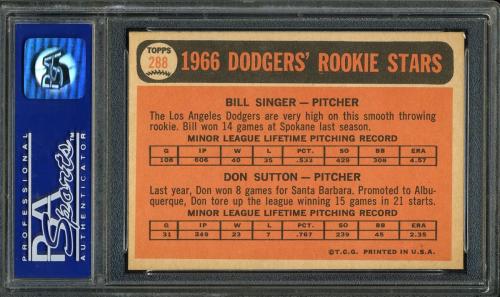 PSA
PROFESSIONAL
PSA
Sports™
AUTHENTICATOR
TOPPS
288
1966 DODGERS' ROOKIE STARS
BILL SINGER—PITCHER
The Los Angeles Dodgers are very high on this smooth throwing
rookie. Bill won 14 games at Spokane last season.
MINOR LEAGUE LIFETIME PITCHING RECORD
G IP W L PCT. SO BB ERA
108 606 40 35 .533 429 308 4.57
DON SUTTON—PITCHER
Last year, Don won 8 games for Santa Barbara. Promoted to Albu-
querque, Don tore up the league winning 15 games in 21 starts.
MINOR LEAGUE LIFETIME PITCHING RECORD
G IP W L PCT. SO BB ERA
31 249 23 7 .767 239 45 2.35
©T.C.G. PRINTED IN U.S.A.